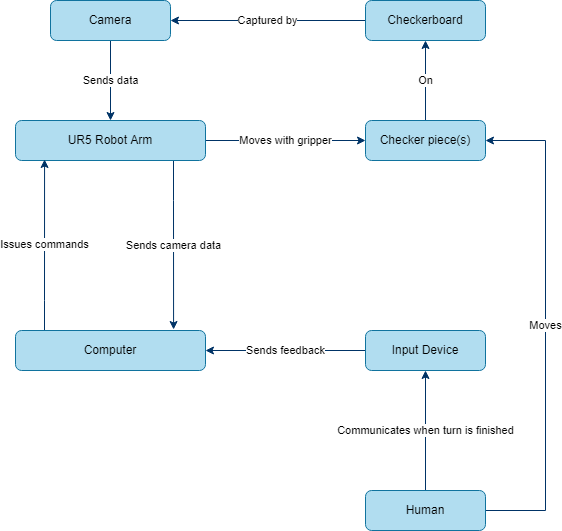 Camera
Captured by
Checkerboard
Sends data
On
UR5 Robot Arm
Moves with gripper
Checker piece(s)
Issues commands
Sends camera data
Moves
Computer
Sends feedback
Input Device
Communicates when turn is finished
Human